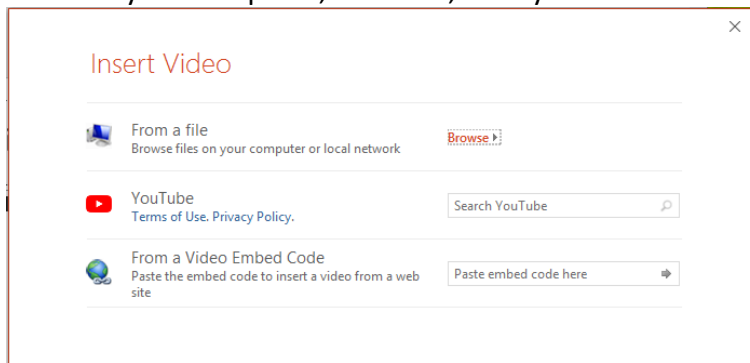 Insert Video
From a file
Browse files on your computer or local network
Browse
YouTube
Terms of Use. Privacy Policy.
Search YouTube
From a Video Embed Code
Paste the embed code to insert a video from a web
site
Paste embed code here